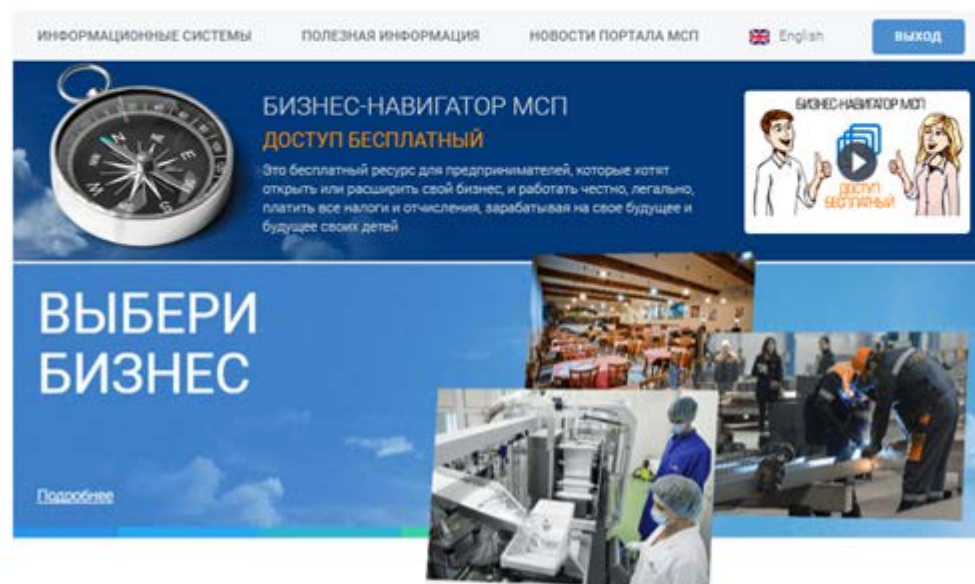 ИНФОРМАЦИОННЫЕ СИСТЕМЫ
ПОЛЕЗНАЯ ИНФОРМАЦИЯ
НОВОСТИ ПОРТАЛА МСП
English
ВЫХОД
БИЗНЕС-НАВИГАТОР МСП
ДОСТУП БЕСПЛАТНЫЙ
Это бесплатный ресурс для предпринимателей, которые хотят
открыть или расширить свой бизнес, и работать честно, легально,
платить все налоги и отчисления, зарабатывая на свое будущее и
будущее своих детей
N
E
S
W
БИЗНЕС-НАВИГАТОР МСП
ДОСТУП
БЕСПЛАТНЫЙ
ВЫБЕРИ
БИЗНЕС
Подробнее